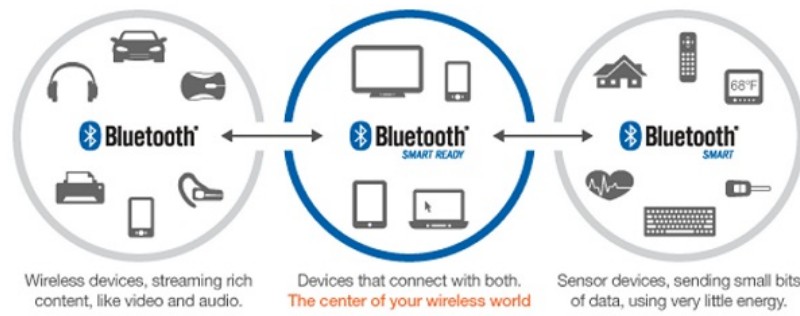 68°F
Bluetooth
Bluetooth
SMART READY
Bluetooth
SMART
Wireless devices, streaming rich
content, like video and audio.
Devices that connect with both.
The center of your wireless world
Sensor devices, sending small bits
of data, using very little energy.